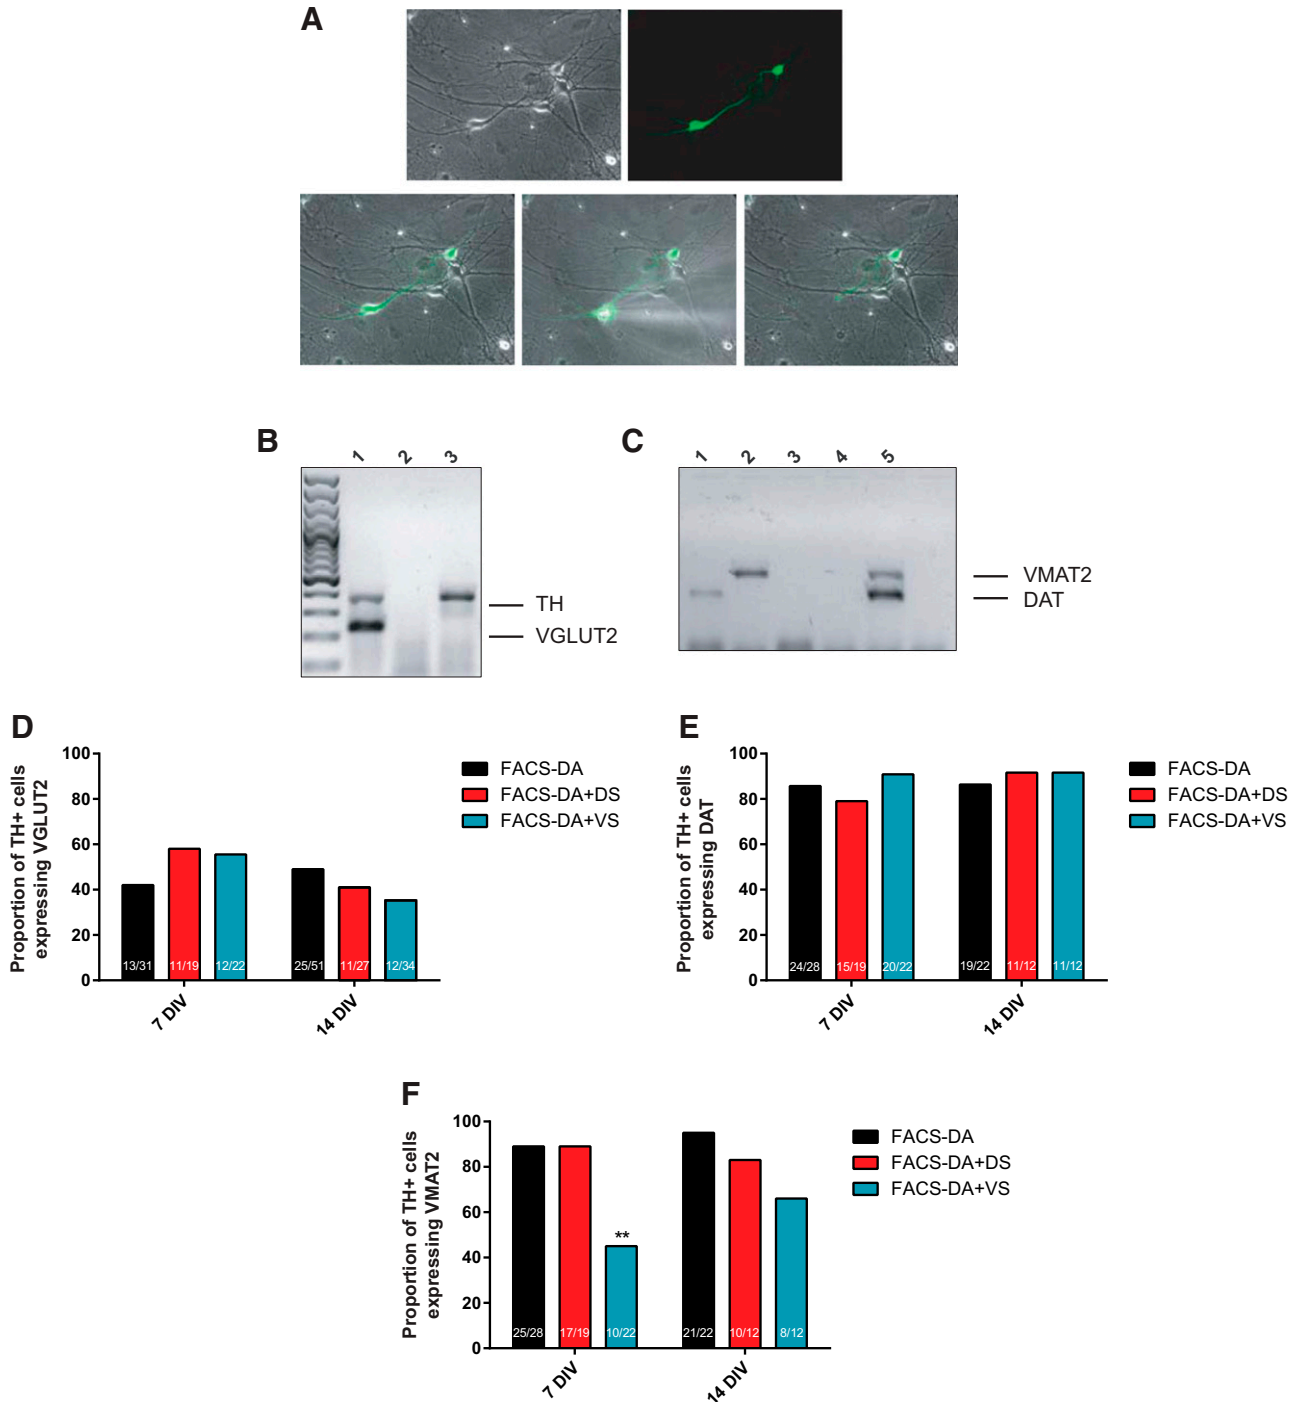 A
B
1 2 3
TH
VGLUT2
C
1 2 3 4 5
VMAT2
DAT
D
Proportion of TH+ cells
expressing VGLUT2
100
80
60
40
20
0
13/31 11/19 12/22 25/51 11/27 12/34
7 DIV 14 DIV
FACS-DA
FACS-DA+DS
FACS-DA+VS
E
Proportion of TH+ cells
expressing DAT
100
80
60
40
20
0
24/28 15/19 20/22 19/22 11/12 11/12
7 DIV 14 DIV
FACS-DA
FACS-DA+DS
FACS-DA+VS
F
Proportion of TH+ cells
expressing VMAT2
100
80
60
40
20
0
**
25/28 17/19 10/22 21/22 10/12 8/12
7 DIV 14 DIV
FACS-DA
FACS-DA+DS
FACS-DA+VS